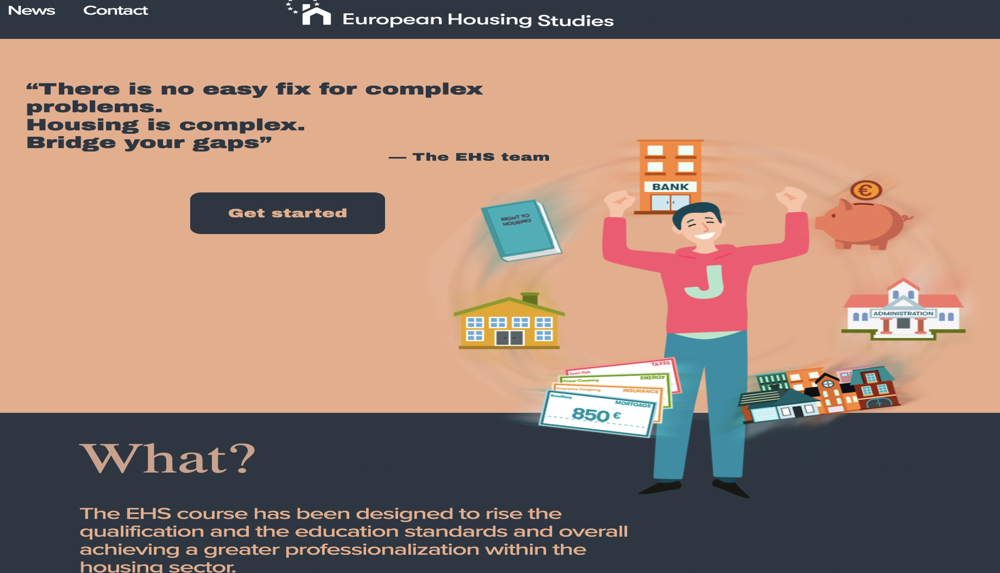 News Contact
European Housing Studies
“There is no easy fix for complex
problems.
Housing is complex.
Bridge your gaps”
— The EHS team
Get started
BANK
€
RIGHT TO
HOUSING
J
ADMINISTRATION
TAXES
Town Hall
ENERGY
Power Company
INSURANCE
Insurance Company
TownBank
MORTGAGE
850 €
What?
The EHS course has been designed to rise the
qualification and the education standards and overall
achieving a greater professionalization within the
housing sector.